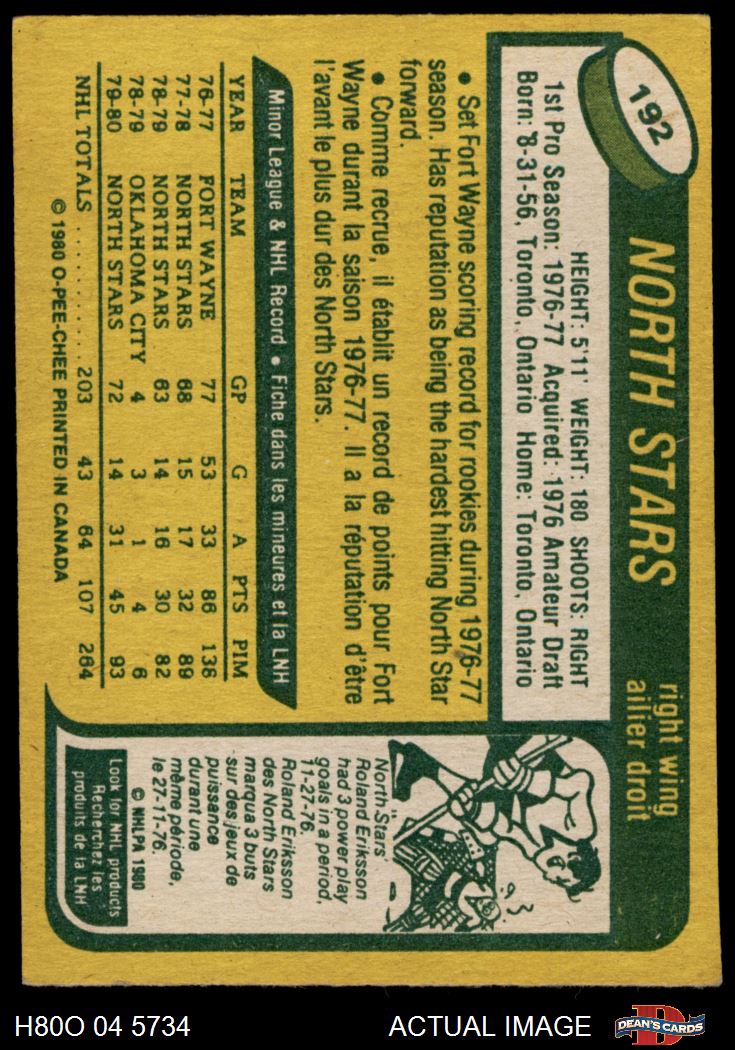 192
NORTH STARS
right wing
ailier droit
HEIGHT: 5'11' WEIGHT: 180 SHOOTS: RIGHT
1st Pro Season: 1976-77 Acquired: 1976 Amateur Draft
Born: 8-31-56, Toronto, Ontario Home: Toronto, Ontario
• Set Fort Wayne scoring record for rookies during 1976-77
season. Has reputation as being the hardest hitting North Star
forward.
• Comme recrue, il établit un record de points pour Fort
Wayne durant la saison 1976-77. Il a la réputation d'être
l'avant le plus dur des North Stars.
Minor League & NHL Record • Fiche dans les mineures et la LNH
YEAR TEAM GP G A PTS PIM
76-77 FORT WAYNE 77 53 33 86 136
77-78 NORTH STARS 68 15 17 32 89
78-79 NORTH STARS 63 14 16 30 82
78-79 OKLAHOMA CITY 4 3 1 4 6
79-80 NORTH STARS 72 14 31 45 93
NHL TOTALS .......... 203 43 64 107 264
© 1980 O-PEE-CHEE PRINTED IN CANADA
North Stars'
Roland Eriksson
had 3 power play
goals in a period,
11-27-76.
Roland Eriksson
des North Stars
marqua 3 buts
sur des jeux de
puissance
durant une
même période,
le 27-11-76.
© NHLPA 1980
Look for NHL products
Recherchez les
produits de la LNH
H80O 04 5734
ACTUAL IMAGE
D
DEAN'S CARDS